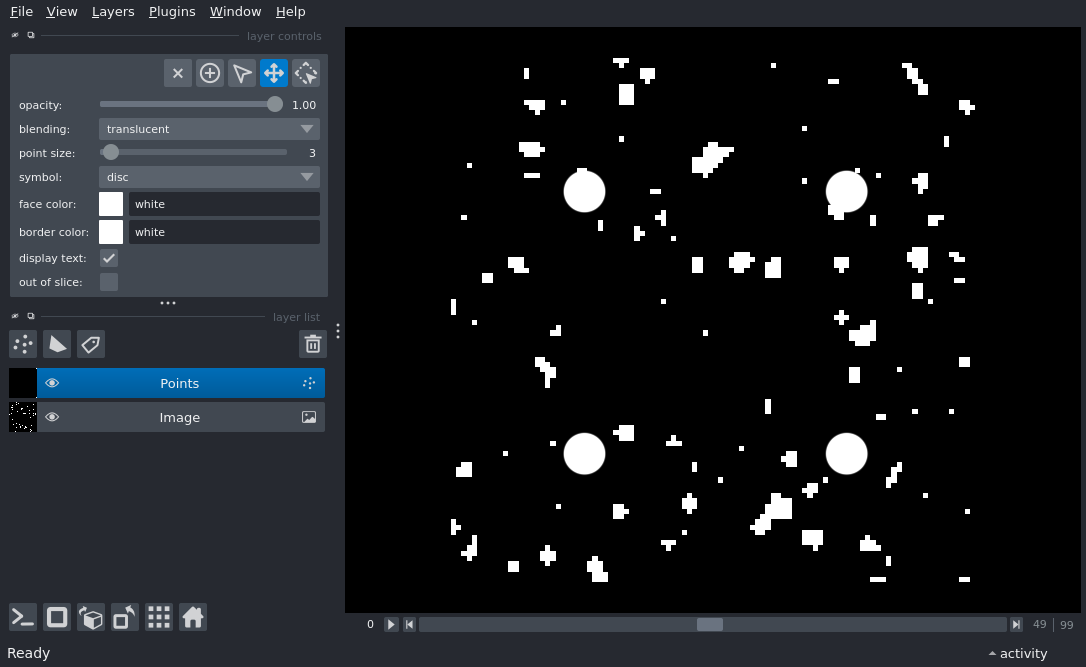 File View Layers Plugins Window Help
layer controls
opacity: 1.00
blending: translucent
point size: 3
symbol: disc
face color: white
border color: white
display text:
out of slice:
layer list
Points
Image
0 49 99
Ready activity